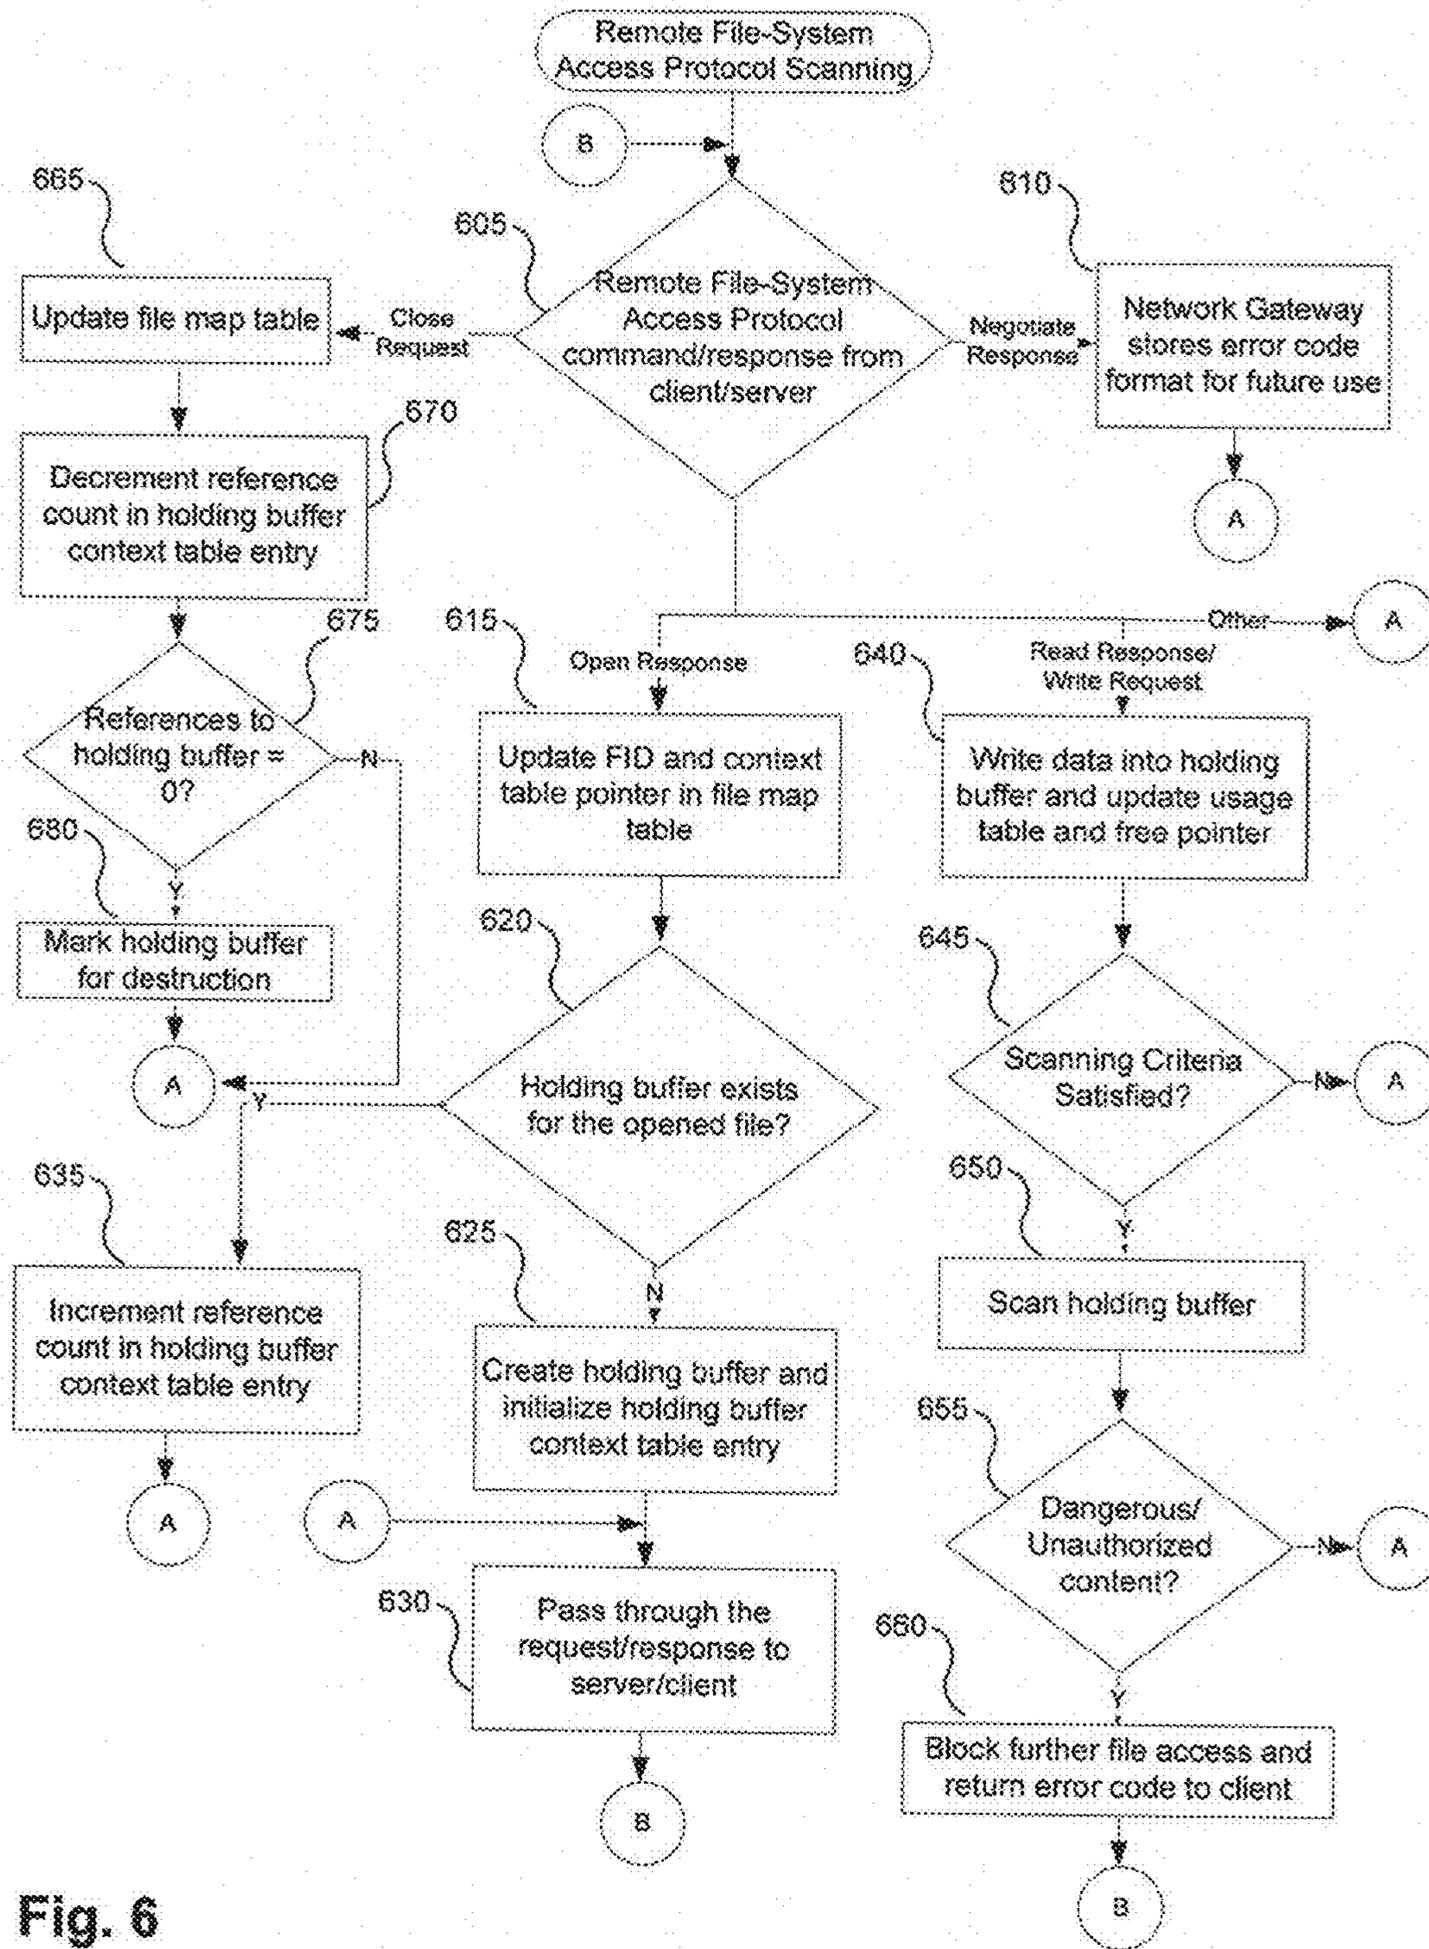 Remote File-System
Access Protocol Scanning
B
665
605
610
Remote File-System
Access Protocol
command/response from
client/server
Update file map table
Close
Request
Negotiate
Response
Network Gateway
stores error code
format for future use
670
Decrement reference
count in holding buffer
context table entry
A
675
615
Other
A
Open Response
640
Read Response/
Write Request
References to
holding buffer =
0?
N
Update FID and context
table pointer in file map
table
Write data into holding
buffer and update usage
table and free pointer
680
Y
Mark holding buffer
for destruction
620
645
A
Y
Holding buffer exists
for the opened file?
Scanning Criteria
Satisfied?
N
A
635
625
650
Y
N
Increment reference
count in holding buffer
context table entry
Scan holding buffer
Create holding buffer and
initialize holding buffer
context table entry
655
A
A
Dangerous/
Unauthorized
content?
N
A
630
Pass through the
request/response to
server/client
660
Y
Block further file access and
return error code to client
B
B
Fig. 6